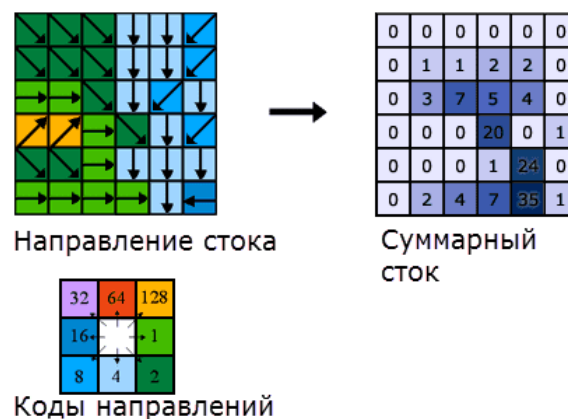 0 0 0 0 0 0
0 1 1 2 2 0
0 3 7 5 4 0
0 0 0 20 0 1
0 0 0 1 24 0
0 2 4 7 35 1
Направление стока
Суммарный
сток
32 64 128
16 1
8 4 2
Коды направлений